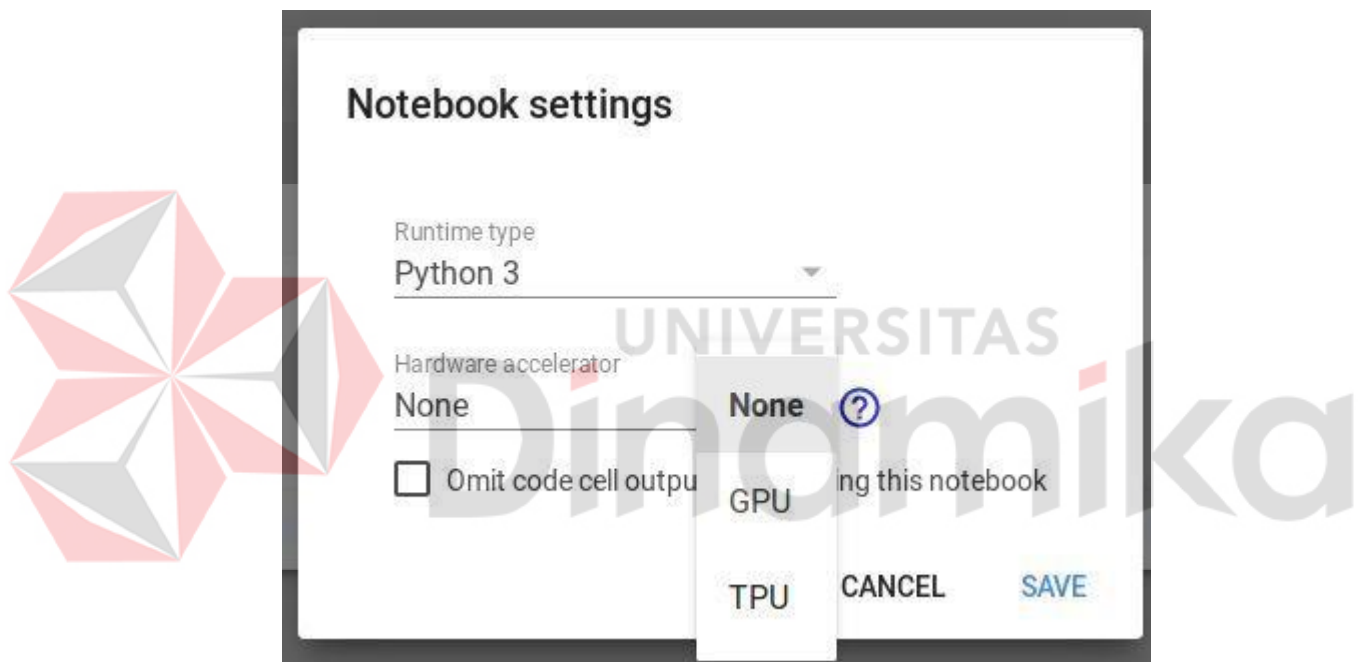 Notebook settings
Runtime type
Python 3
UNIVERSITAS
Dinamika
Hardware accelerator
None
None
GPU
TPU
Omit code cell outpu ing this notebook
CANCEL
SAVE